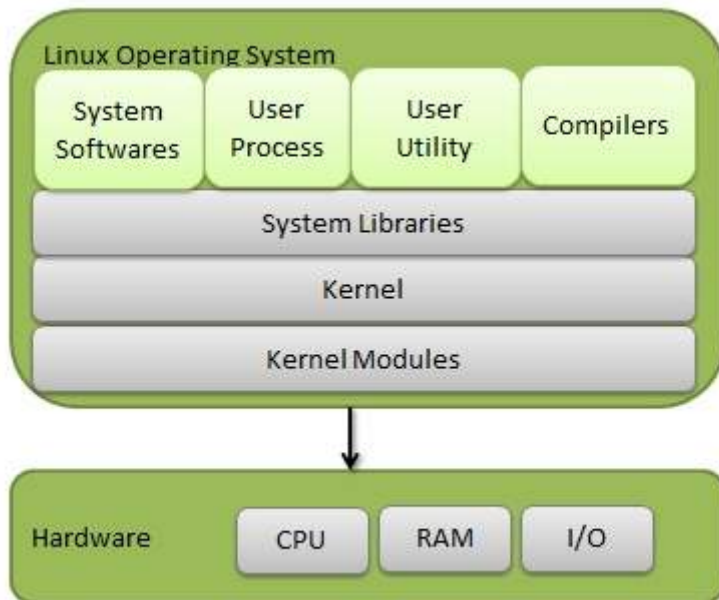 Linux Operating System
System
Softwares
User
Process
User
Utility
Compilers
System Libraries
Kernel
Kernel Modules
Hardware
CPU
RAM
I/O